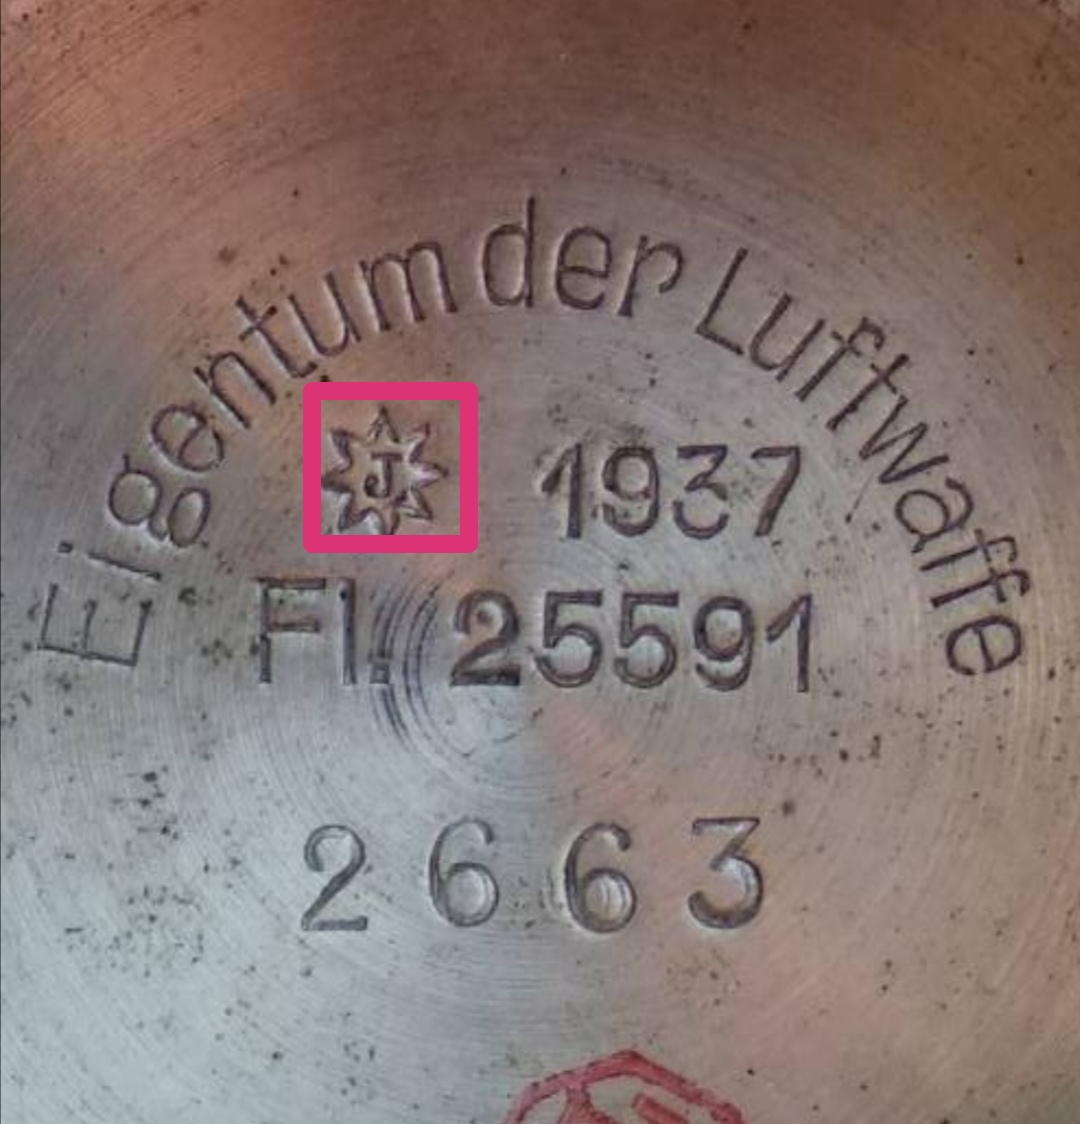 Eigentum der Luftwaffe
J 1937
Fl. 25591
2663